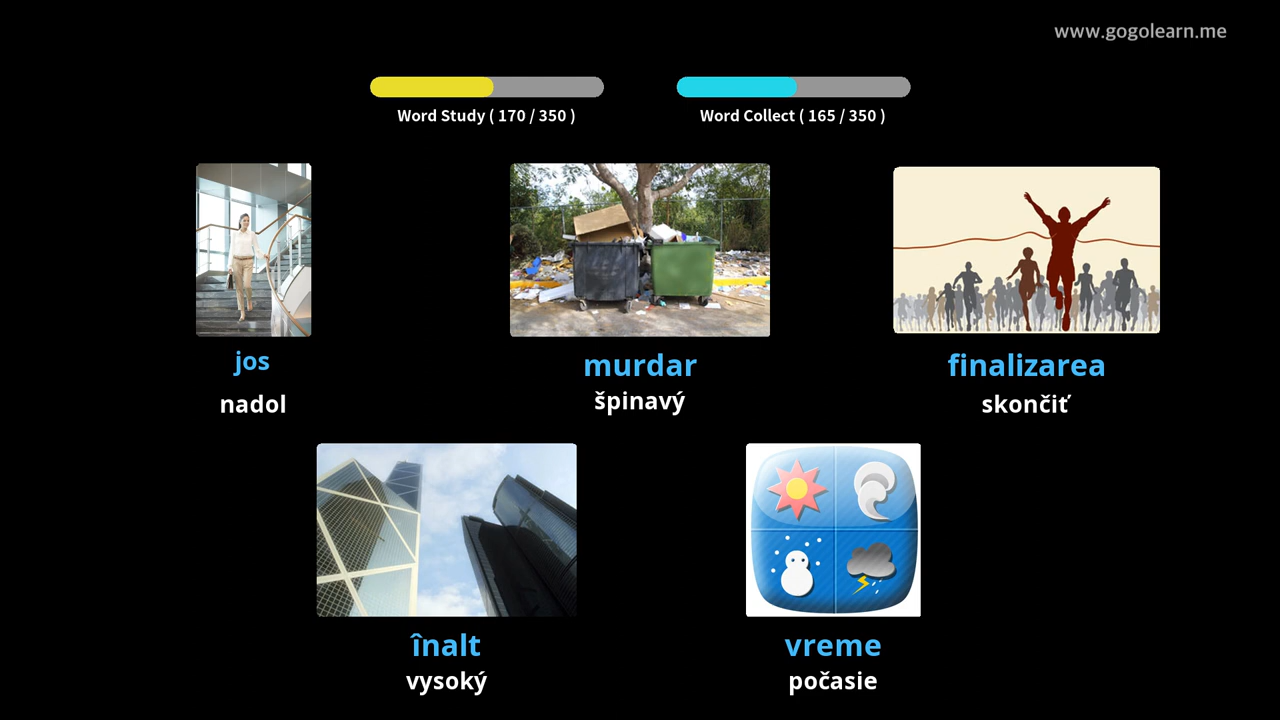 www.gogolearn.me
Word Study ( 170 / 350 )
Word Collect ( 165 / 350 )
jos
nadol
murdar
špinavý
finalizarea
skončiť
înalt
vysoký
vreme
počasie